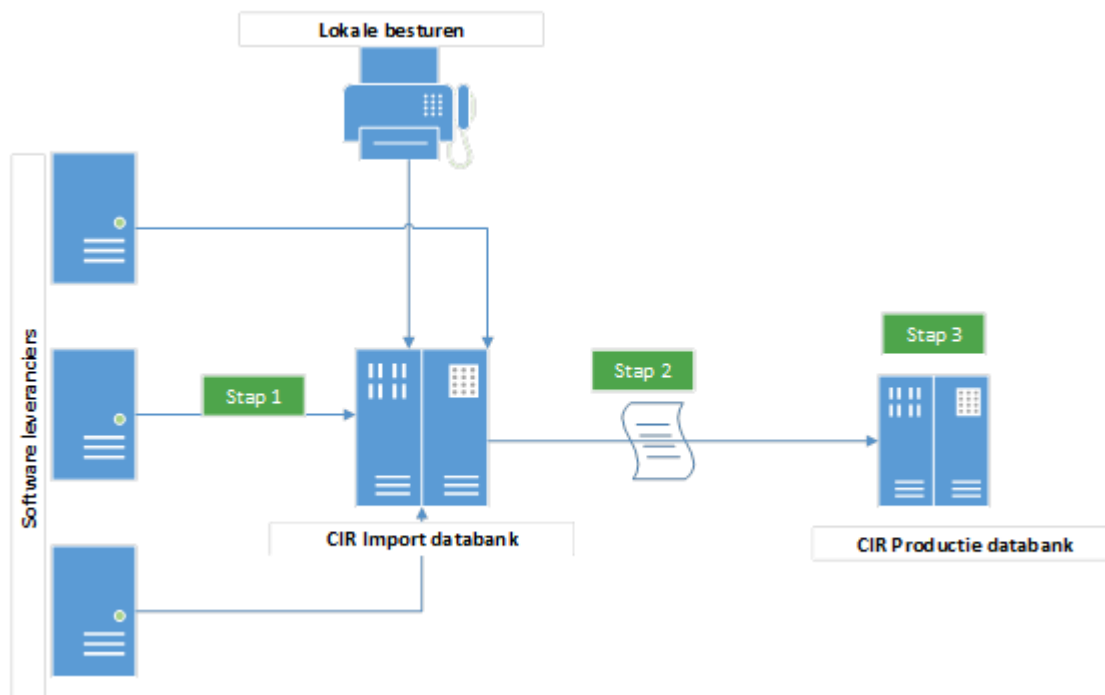 Lokale besturen
Software leveranciers
Stap 1
Stap 2
Stap 3
CIR Import databank
CIR Productie databank